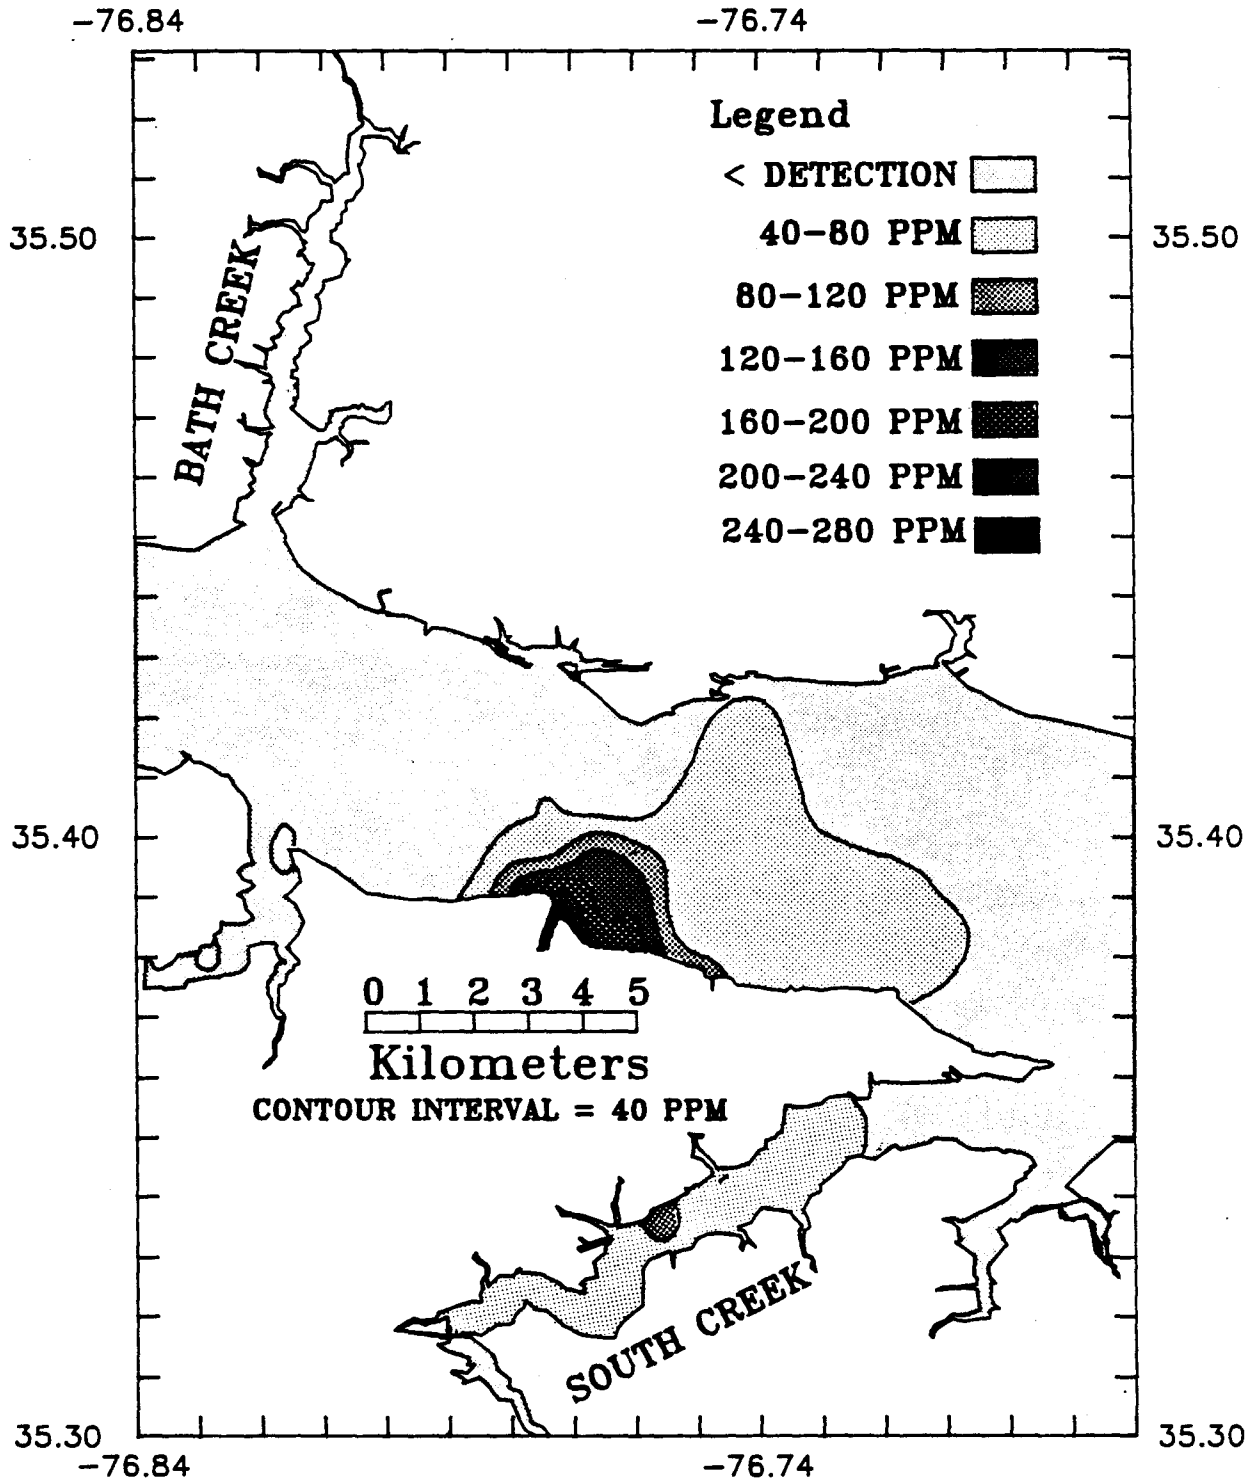 -76.84 -76.74
Legend
< DETECTION
40-80 PPM
80-120 PPM
120-160 PPM
160-200 PPM
200-240 PPM
240-280 PPM
35.50 35.50
BATH CREEK
35.40 35.40
0 1 2 3 4 5
Kilometers
CONTOUR INTERVAL = 40 PPM
SOUTH CREEK
35.30 35.30
-76.84 -76.74